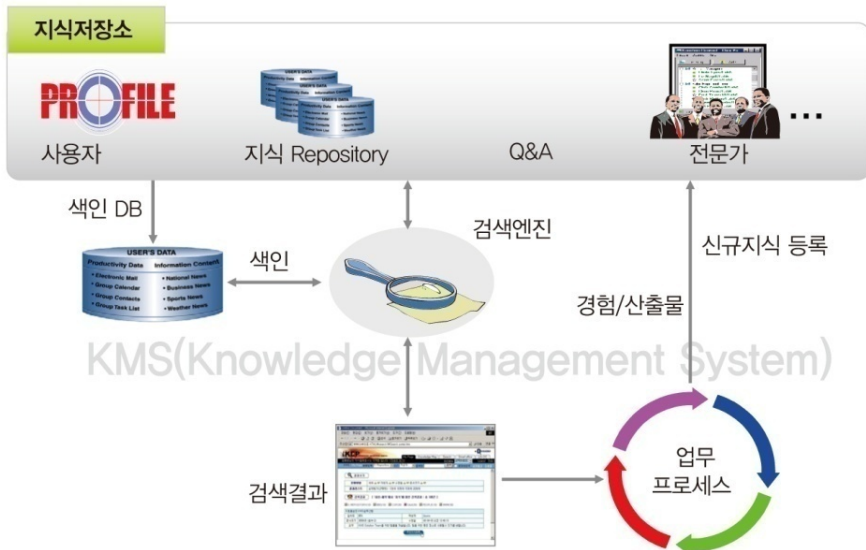 지식저장소
PROFILE
USER'S DATA
사용자
지식 Repository
Q&A
전문가
...
색인 DB
USER'S DATA
Productivity Data
Information Content
• Electronic Mail
• Group Calendar
• Group Contacts
• Group Task List
• National News
• Business News
• Sports News
• Weather News
색인
검색엔진
신규지식 등록
경험/산출물
KMS(Knowledge Management System)
검색결과
업무
프로세스